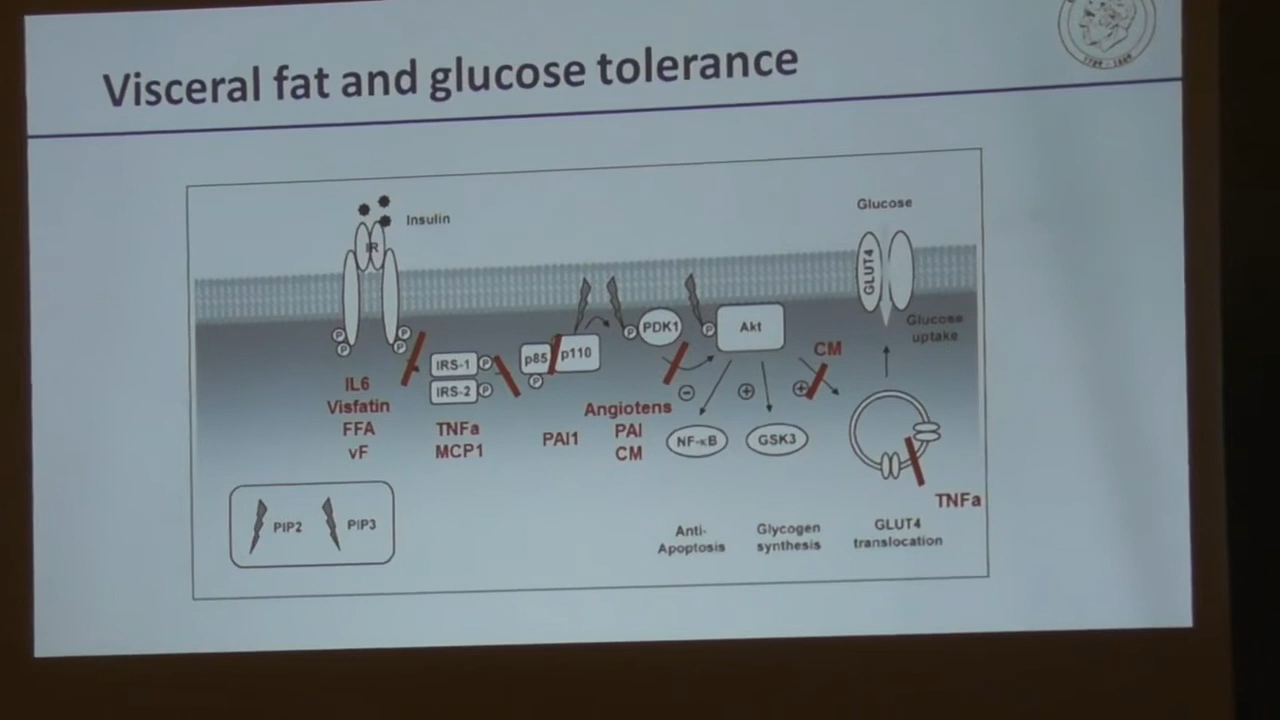 Visceral fat and glucose tolerance
Insulin
IR
Glucose
GLUT4
Glucose
uptake
P
P
P
P
IRS-1
P
IRS-2
P
p85
p110
P
P
PDK1
P
Akt
CM
IL6
Visfatin
FFA
vF
TNFa
MCP1
PAI1
Angiotens
PAI
CM
−
+
+
NF-κB
GSK3
TNFa
PIP2
PIP3
Anti-
Apoptosis
Glycogen
synthesis
GLUT4
translocation